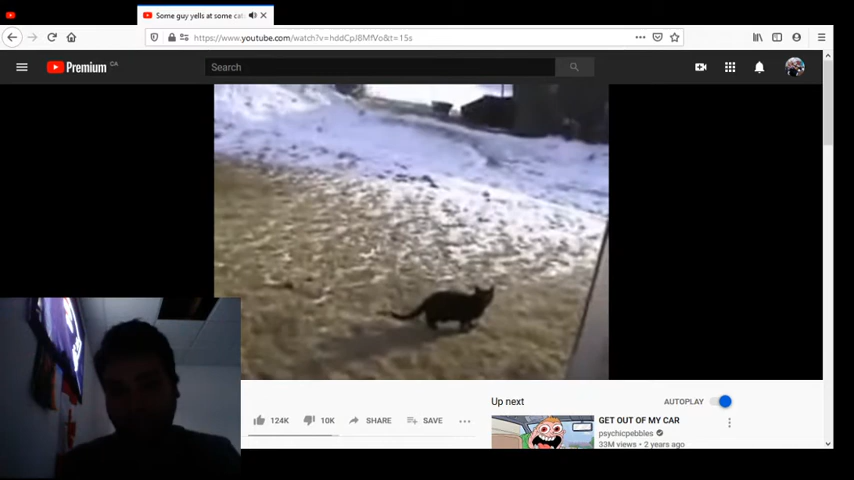 Some guy yells at some cat
https://www.youtube.com/watch?v=hddCpJ8MfVo&t=15s
Premium CA
Search
124K
10K
SHARE
SAVE
Up next
AUTOPLAY
GET OUT OF MY CAR
psychicpebbles
33M views • 2 years ago